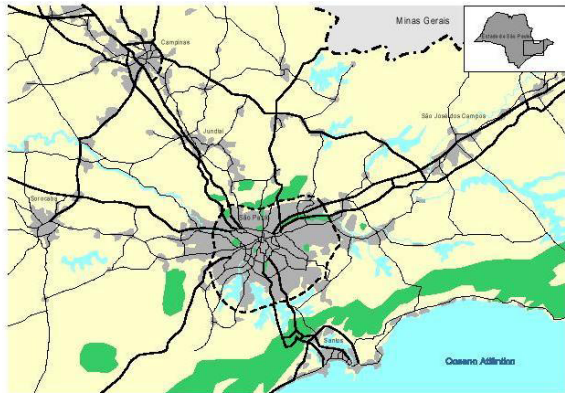 Minas Gerais
Estado de São Paulo
Campinas
São José dos Campos
Jundiaí
Sorocaba
São Paulo
Santos
Oceano Atlântico